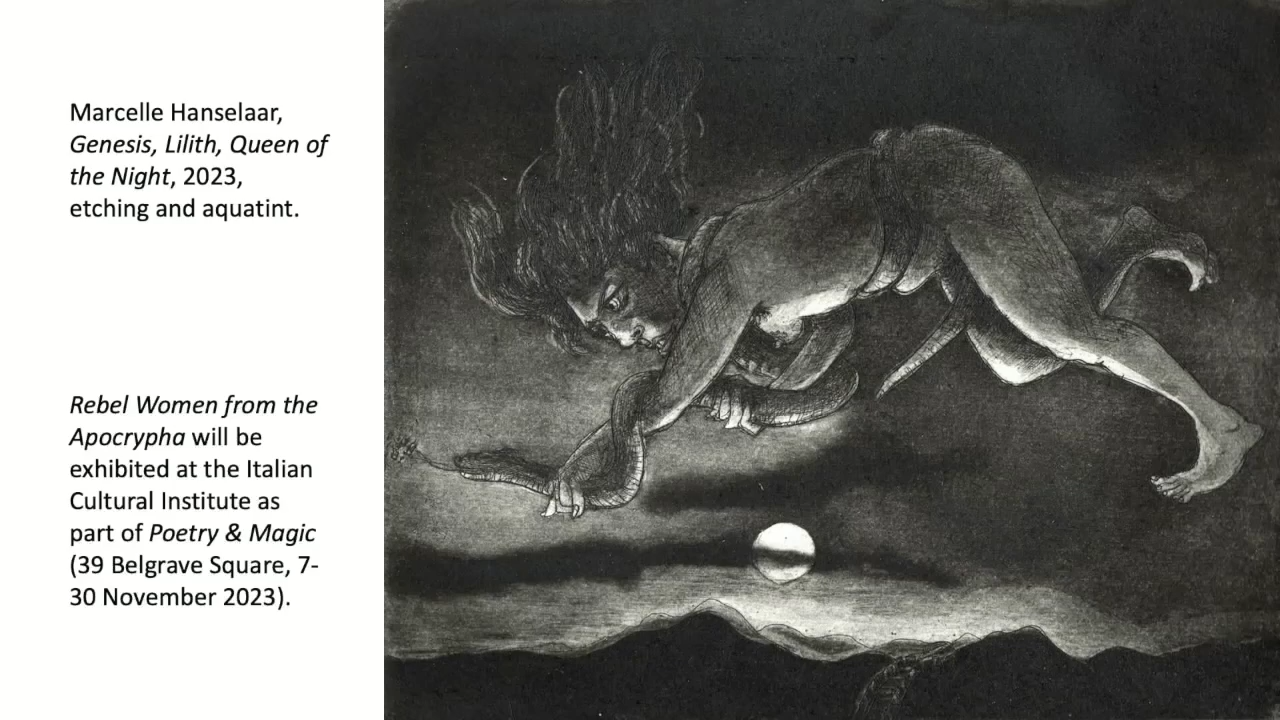 Marcelle Hanselaar,
Genesis, Lilith, Queen of
the Night, 2023,
etching and aquatint.
Rebel Women from the
Apocrypha will be
exhibited at the Italian
Cultural Institute as
part of Poetry & Magic
(39 Belgrave Square, 7-
30 November 2023).